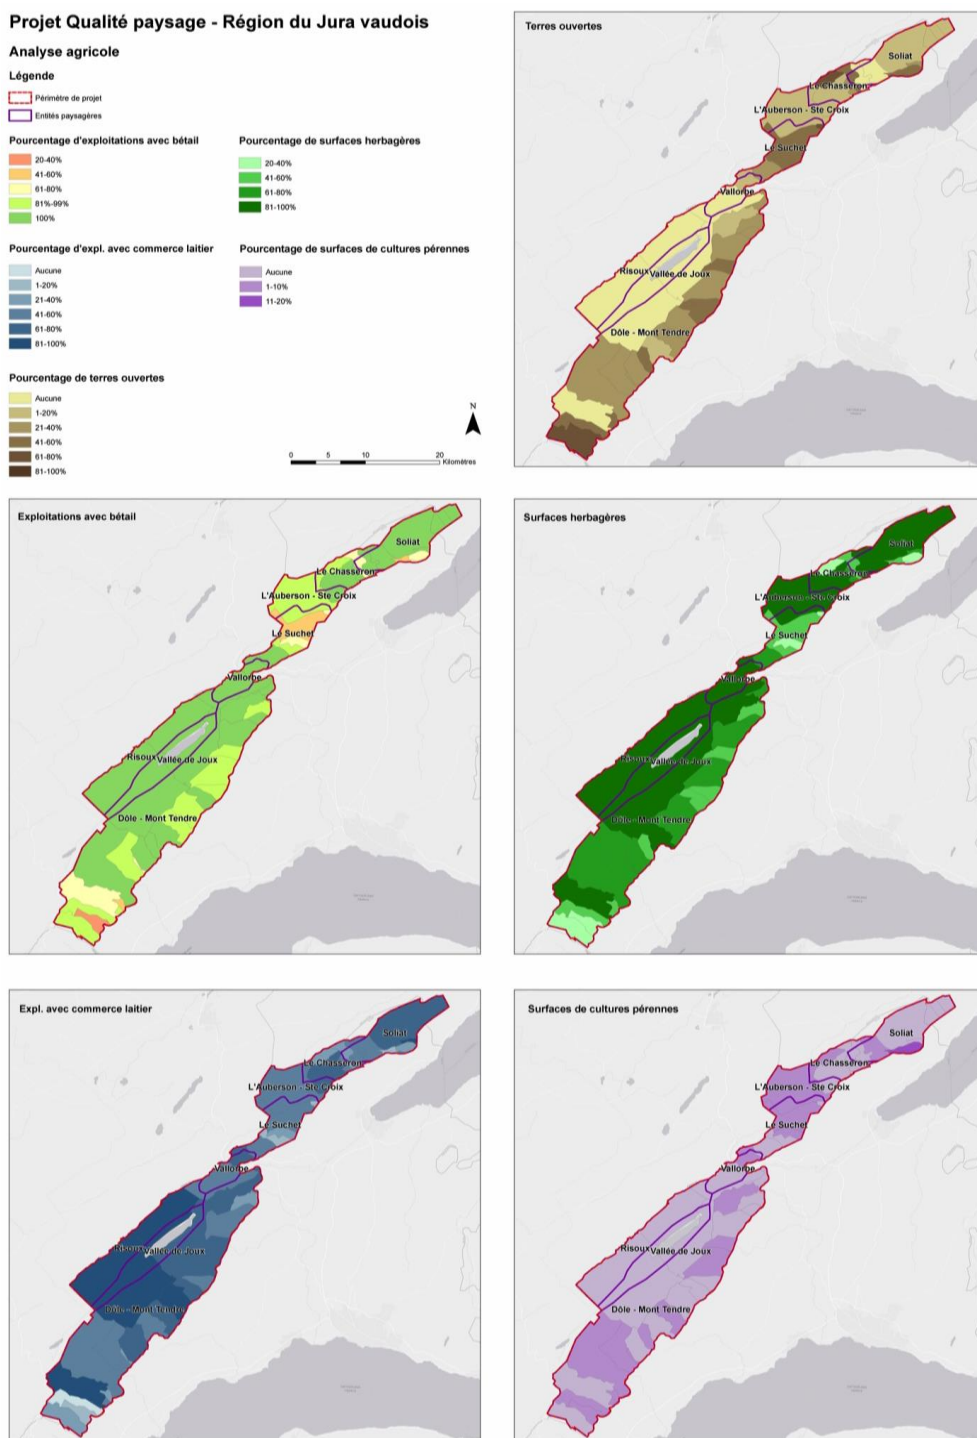 Projet Qualité paysage - Région du Jura vaudois
Analyse agricole
Légende
Périmètre de projet
Entités paysagères
Pourcentage d'exploitations avec bétail
20-40%
41-60%
61-80%
81%-99%
100%
Pourcentage de surfaces herbagères
20-40%
41-60%
61-80%
81-100%
Pourcentage d'expl. avec commerce laitier
Aucune
1-20%
21-40%
41-60%
61-80%
81-100%
Pourcentage de surfaces de cultures pérennes
Aucune
1-10%
11-20%
Pourcentage de terres ouvertes
Aucune
1-20%
21-40%
41-60%
61-80%
81-100%
N
0 5 10 20
Kilomètres
Terres ouvertes
Soliat
Le Chasseron
L'Auberson - Ste Croix
Le Suchet
Vallorbe
Risoux
Vallée de Joux
Dôle - Mont Tendre
Exploitations avec bétail
Soliat
Le Chasseron
L'Auberson - Ste Croix
Le Suchet
Vallorbe
Risoux
Vallée de Joux
Dôle - Mont Tendre
Surfaces herbagères
Soliat
Le Chasseron
L'Auberson - Ste Croix
Le Suchet
Vallorbe
Risoux
Vallée de Joux
Dôle - Mont Tendre
Expl. avec commerce laitier
Soliat
Le Chasseron
L'Auberson - Ste Croix
Le Suchet
Vallorbe
Risoux
Vallée de Joux
Dôle - Mont Tendre
Surfaces de cultures pérennes
Soliat
Le Chasseron
L'Auberson - Ste Croix
Le Suchet
Vallorbe
Risoux
Vallée de Joux
Dôle - Mont Tendre